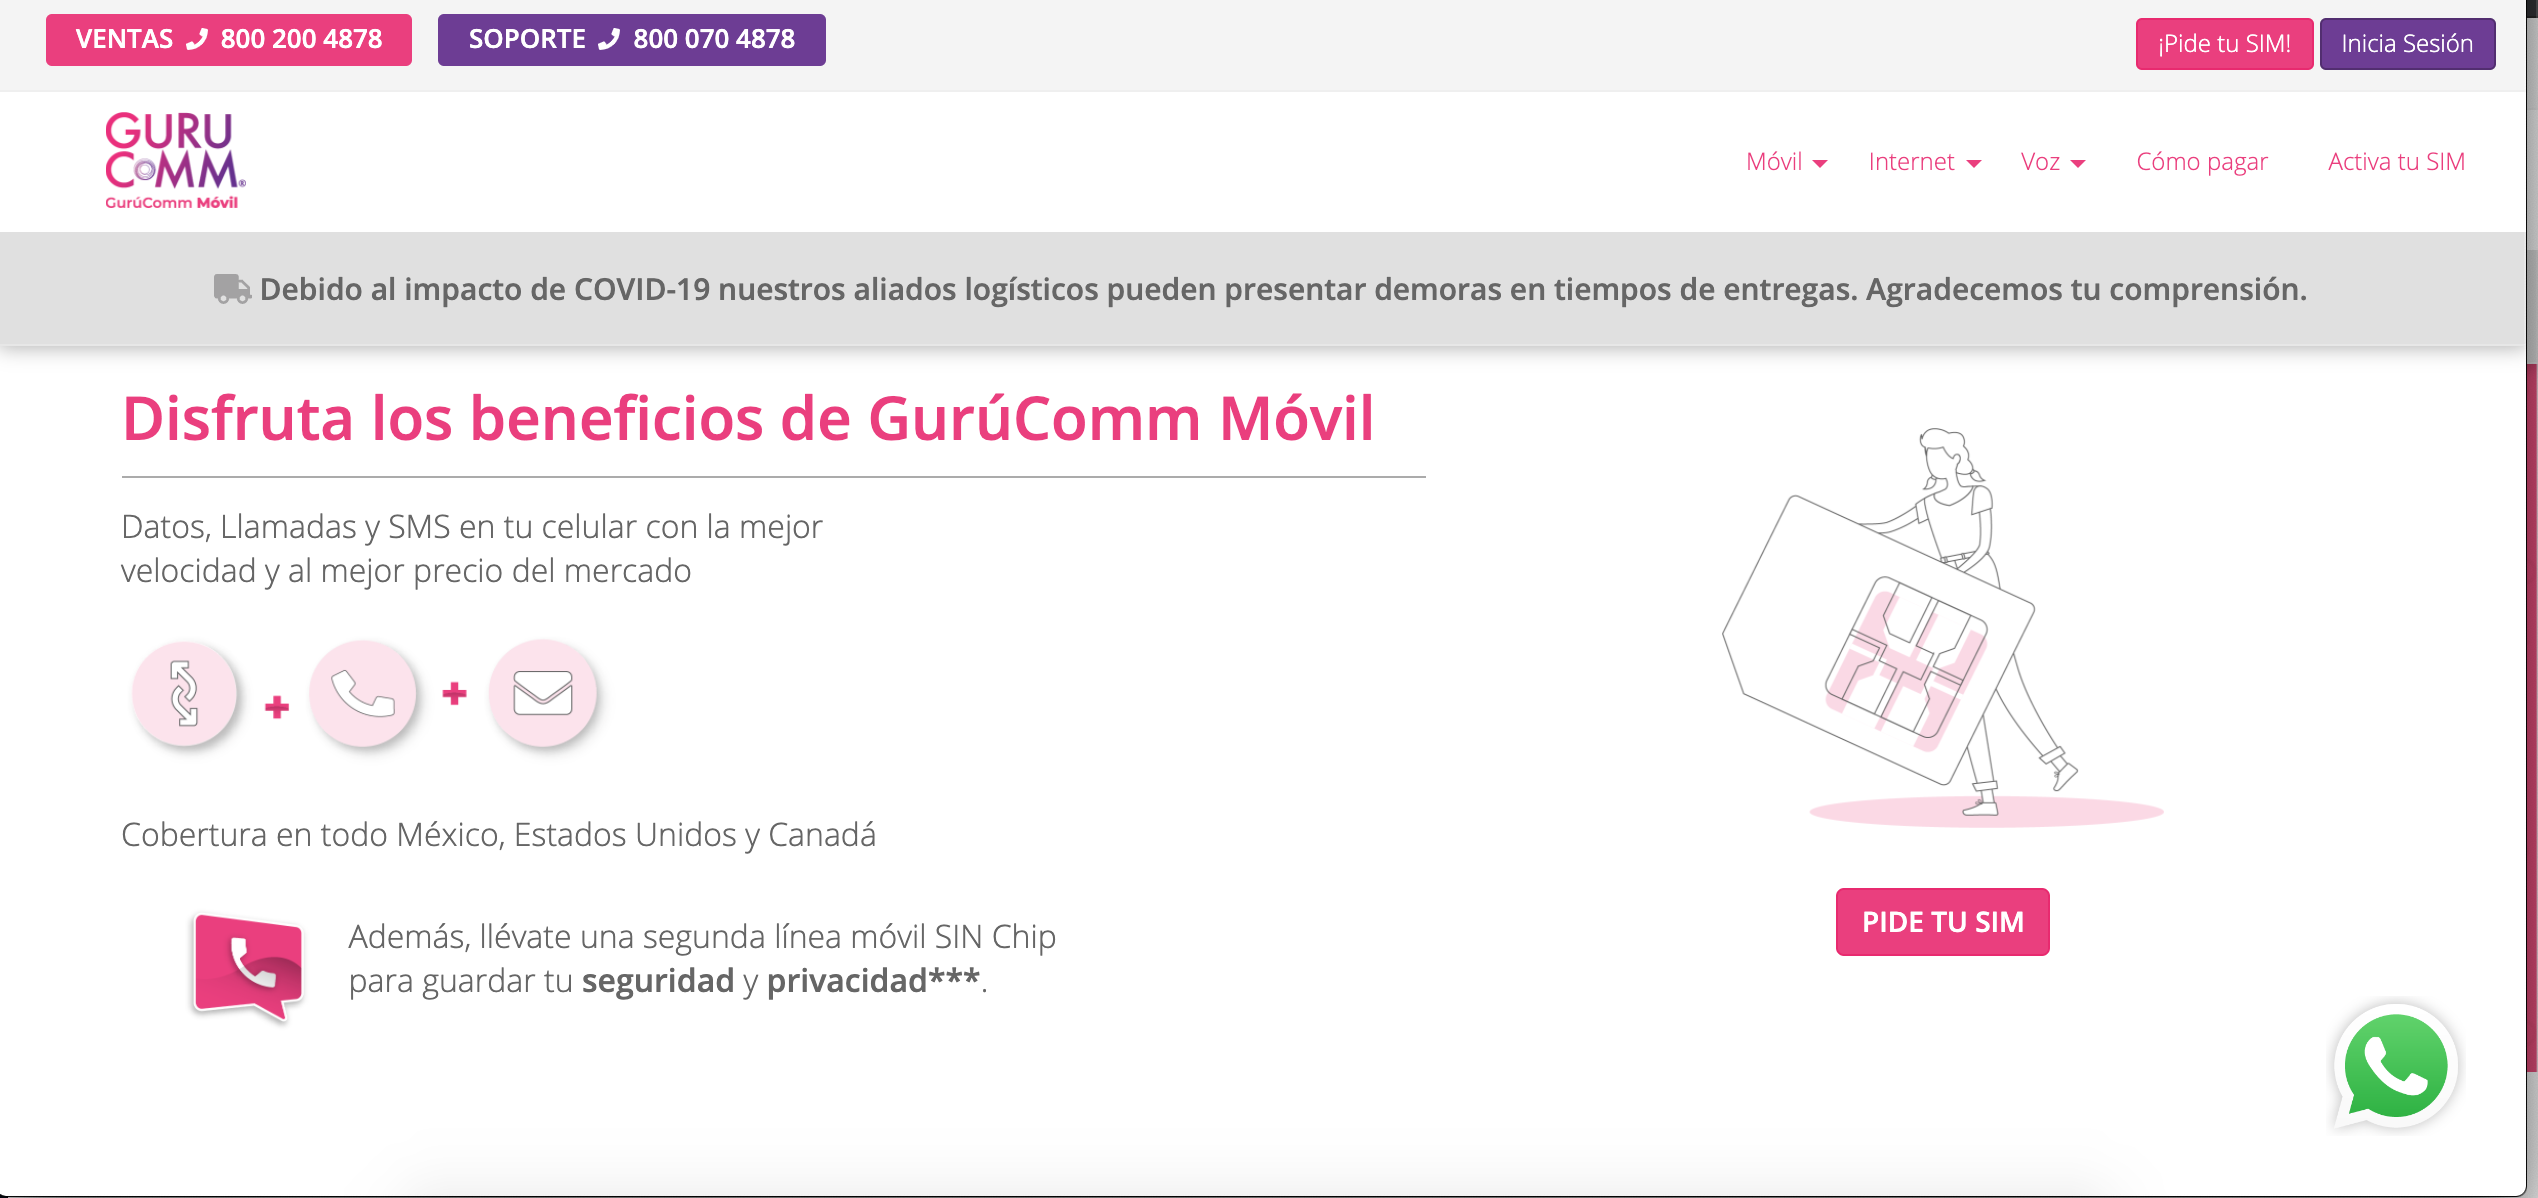 VENTAS 800 200 4878
SOPORTE 800 070 4878
¡Pide tu SIM!
Inicia Sesión
GURU
COMM®
GurúComm Móvil
Móvil
Internet
Voz
Cómo pagar
Activa tu SIM
Debido al impacto de COVID-19 nuestros aliados logísticos pueden presentar demoras en tiempos de entregas. Agradecemos tu comprensión.
Disfruta los beneficios de GurúComm Móvil
Datos, Llamadas y SMS en tu celular con la mejor
velocidad y al mejor precio del mercado
+ +
Cobertura en todo México, Estados Unidos y Canadá
Además, llévate una segunda línea móvil SIN Chip
para guardar tu seguridad y privacidad***.
PIDE TU SIM